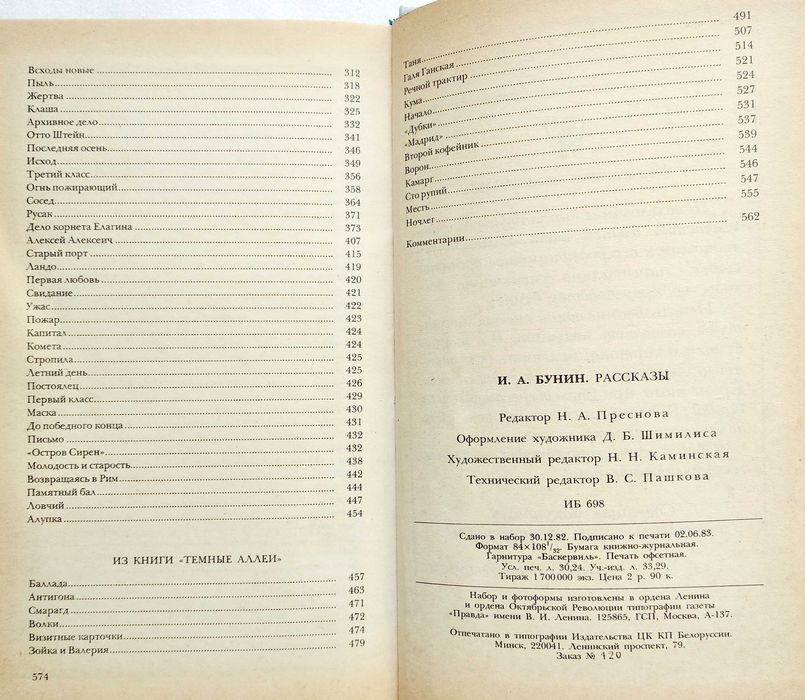 Всходы новые 312
Пыль 318
Жертва 322
Клаша 325
Архивное дело 332
Отто Штейн 341
Последняя осень 346
Исход 349
Третий класс 356
Огнь пожирающий 358
Сосед 364
Русак 371
Дело корнета Елагина 373
Алексей Алексеич 407
Старый порт 415
Ландо 419
Первая любовь 420
Свидание 421
Ужас 422
Пожар 423
Капитал 424
Комета 424
Стропила 425
Летний день 425
Постоялец 426
Первый класс 429
Маска 430
До победного конца 431
Письмо 432
«Остров Сирен» 432
Молодость и старость 438
Возвращаясь в Рим 442
Памятный бал 444
Ловчий 447
Алупка 454
ИЗ КНИГИ «ТЕМНЫЕ АЛЛЕИ»
Баллада 457
Антигона 463
Смарагд 471
Волки 472
Визитные карточки 474
Зойка и Валерия 479
574
Таня 491
Галя Ганская 507
Речной трактир 514
Кума 521
Начало 524
«Дубки» 527
«Мадрид» 531
Второй кофейник 537
Ворон 539
Камарг 544
Сто рупий 546
Месть 547
Ночлег 555
Комментарии 562
И. А. БУНИН. РАССКАЗЫ
Редактор Н. А. Преснова
Оформление художника Д. Б. Шимилиса
Художественный редактор Н. Н. Каминская
Технический редактор В. С. Пашкова
ИБ 698
Сдано в набор 30.12.82. Подписано к печати 02.06.83.
Формат 84×108¹/₃₂. Бумага книжно-журнальная.
Гарнитура «Баскервиль». Печать офсетная.
Усл. печ. л. 30,24. Уч.-изд. л. 33,29.
Тираж 1 700 000 экз. Цена 2 р. 90 к.
Набор и фотоформы изготовлены в ордена Ленина
и ордена Октябрьской Революции типографии газеты
«Правда» имени В. И. Ленина. 125865, ГСП, Москва, А-137.
Отпечатано в типографии Издательства ЦК КП Белоруссии.
Минск, 220041. Ленинский проспект, 79.
Заказ № 120